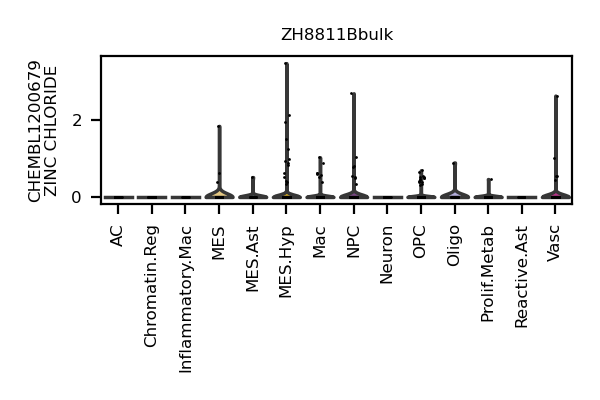 ZH8811Bbulk
CHEMBL1200679
ZINC CHLORIDE
2
0
AC
Chromatin.Reg
Inflammatory.Mac
MES
MES.Ast
MES.Hyp
Mac
NPC
Neuron
OPC
Oligo
Prolif.Metab
Reactive.Ast
Vasc